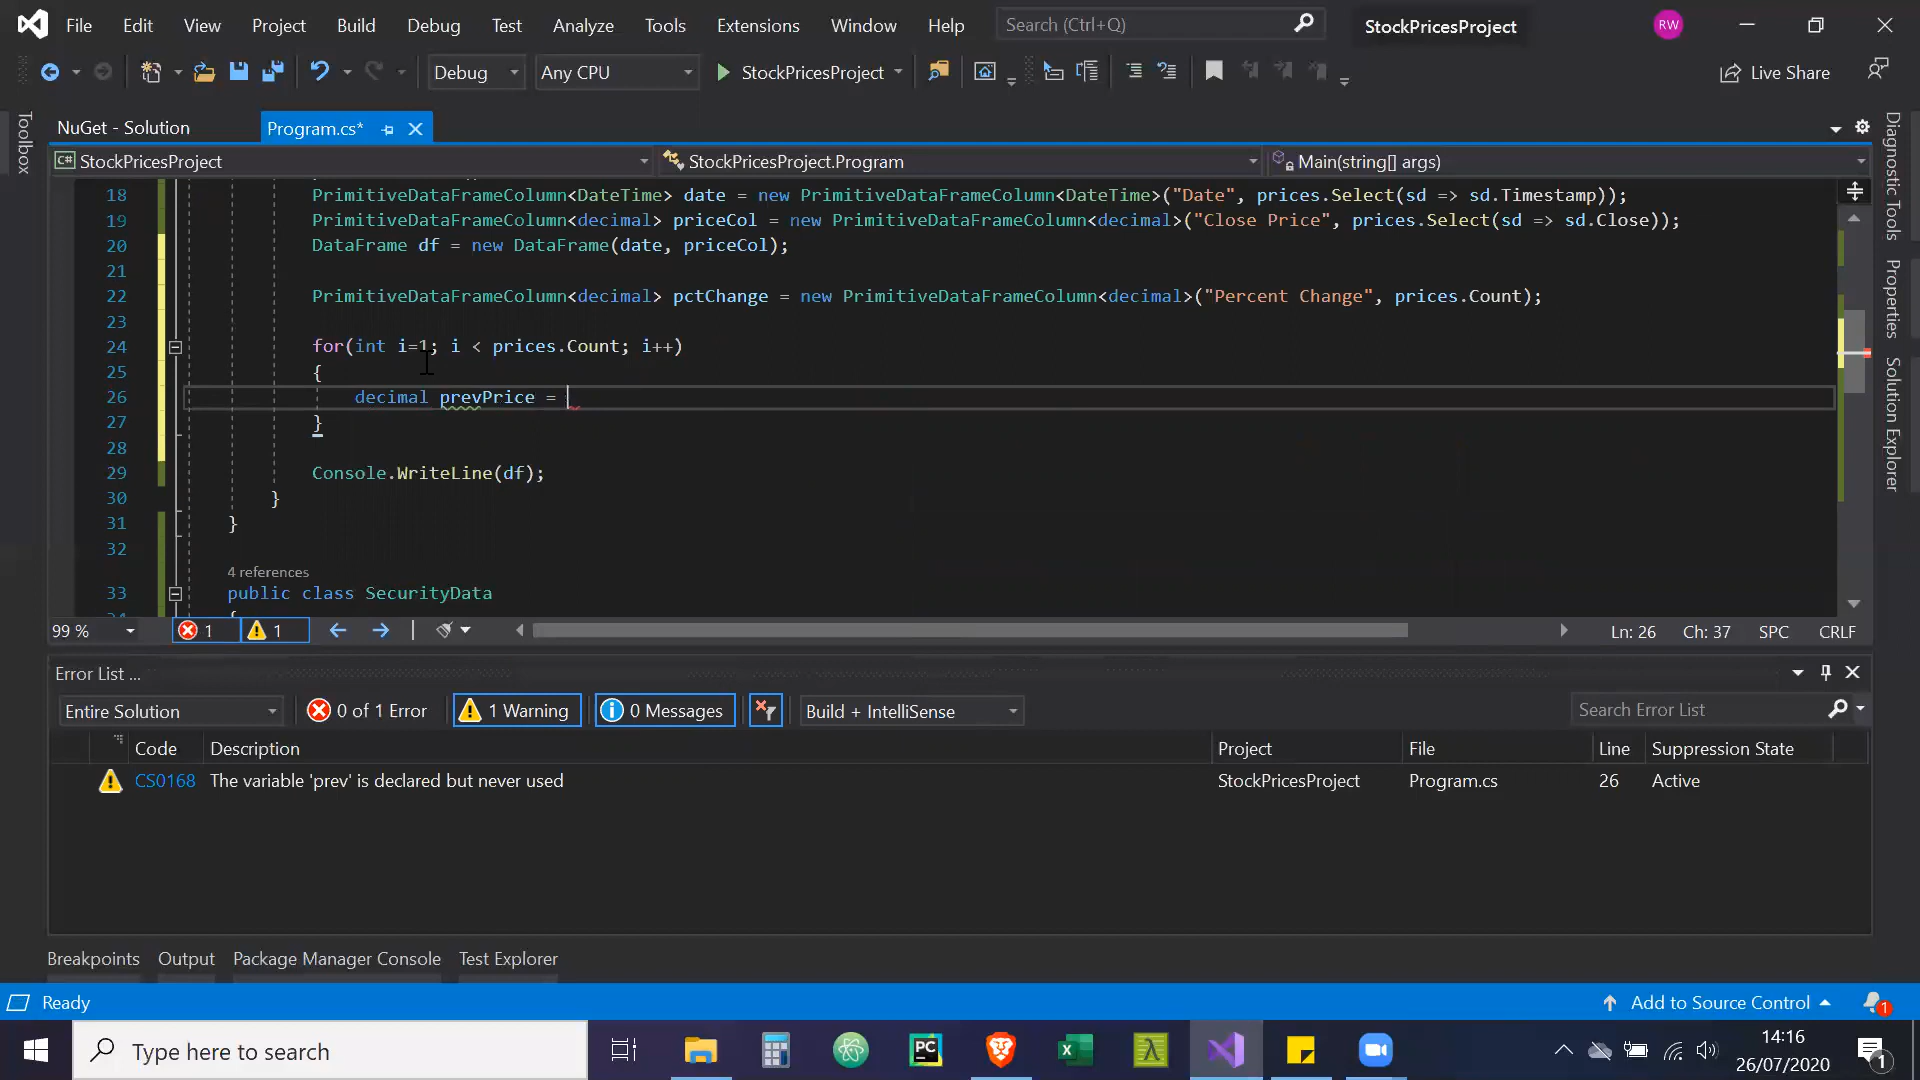 File Edit View Project Build Debug Test Analyze Tools Extensions Window Help Search (Ctrl+Q) StockPricesProject RW
Debug Any CPU StockPricesProject Live Share
NuGet - Solution Program.cs*
C# StockPricesProject StockPricesProject.Program Main(string[] args)
Toolbox
18 PrimitiveDataFrameColumn<DateTime> date = new PrimitiveDataFrameColumn<DateTime>("Date", prices.Select(sd => sd.Timestamp));
19 PrimitiveDataFrameColumn<decimal> priceCol = new PrimitiveDataFrameColumn<decimal>("Close Price", prices.Select(sd => sd.Close));
20 DataFrame df = new DataFrame(date, priceCol);
21
22 PrimitiveDataFrameColumn<decimal> pctChange = new PrimitiveDataFrameColumn<decimal>("Percent Change", prices.Count);
23
24 for(int i=1; i < prices.Count; i++)
25 {
26 decimal prevPrice =
27 }
28
29 Console.WriteLine(df);
30 }
31 }
32
4 references
33 public class SecurityData
{
Diagnostic Tools
Properties
Solution Explorer
99 % 1 1 Ln: 26 Ch: 37 SPC CRLF
Error List ...
Entire Solution 0 of 1 Error 1 Warning 0 Messages Build + IntelliSense Search Error List
Code Description Project File Line Suppression State
CS0168 The variable 'prev' is declared but never used StockPricesProject Program.cs 26 Active
Breakpoints Output Package Manager Console Test Explorer
Ready Add to Source Control 1
Type here to search PC 14:16
26/07/2020 1